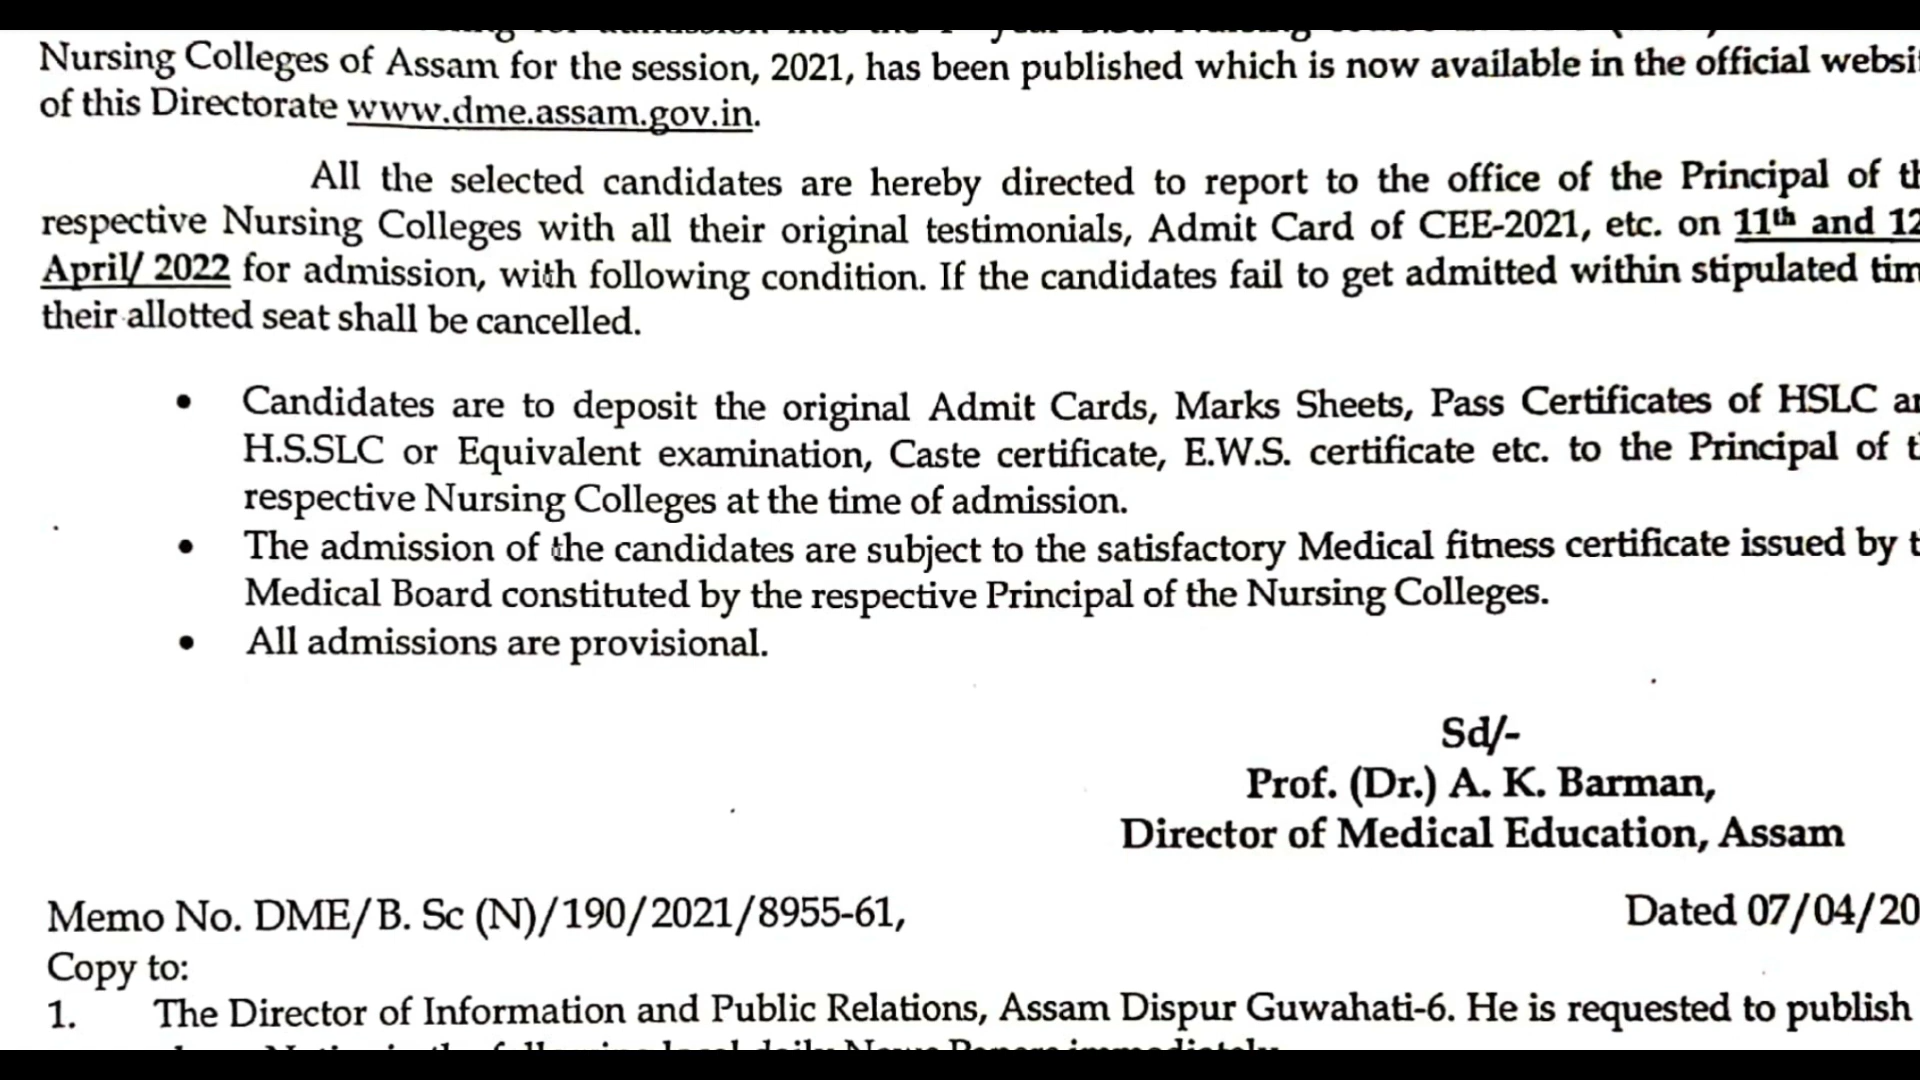 Nursing Colleges of Assam for the session, 2021, has been published which is now available in the official
of this Directorate www.dme.assam.gov.in.
All the selected candidates are hereby directed to report to the office of the Principal of
respective Nursing Colleges with all their original testimonials, Admit Card of CEE-2021, etc. on 11th and 12
April/ 2022 for admission, with following condition. If the candidates fail to get admitted within stipulated
their allotted seat shall be cancelled.
• Candidates are to deposit the original Admit Cards, Marks Sheets, Pass Certificates of HSLC
H.S.SLC or Equivalent examination, Caste certificate, E.W.S. certificate etc. to the Principal of
respective Nursing Colleges at the time of admission.
• The admission of the candidates are subject to the satisfactory Medical fitness certificate issued by
Medical Board constituted by the respective Principal of the Nursing Colleges.
• All admissions are provisional.
Sd/-
Prof. (Dr.) A. K. Barman,
Director of Medical Education, Assam
Memo No. DME/B. Sc (N)/190/2021/8955-61,
Dated 07/04/20
Copy to:
1. The Director of Information and Public Relations, Assam Dispur Guwahati-6. He is requested to publish